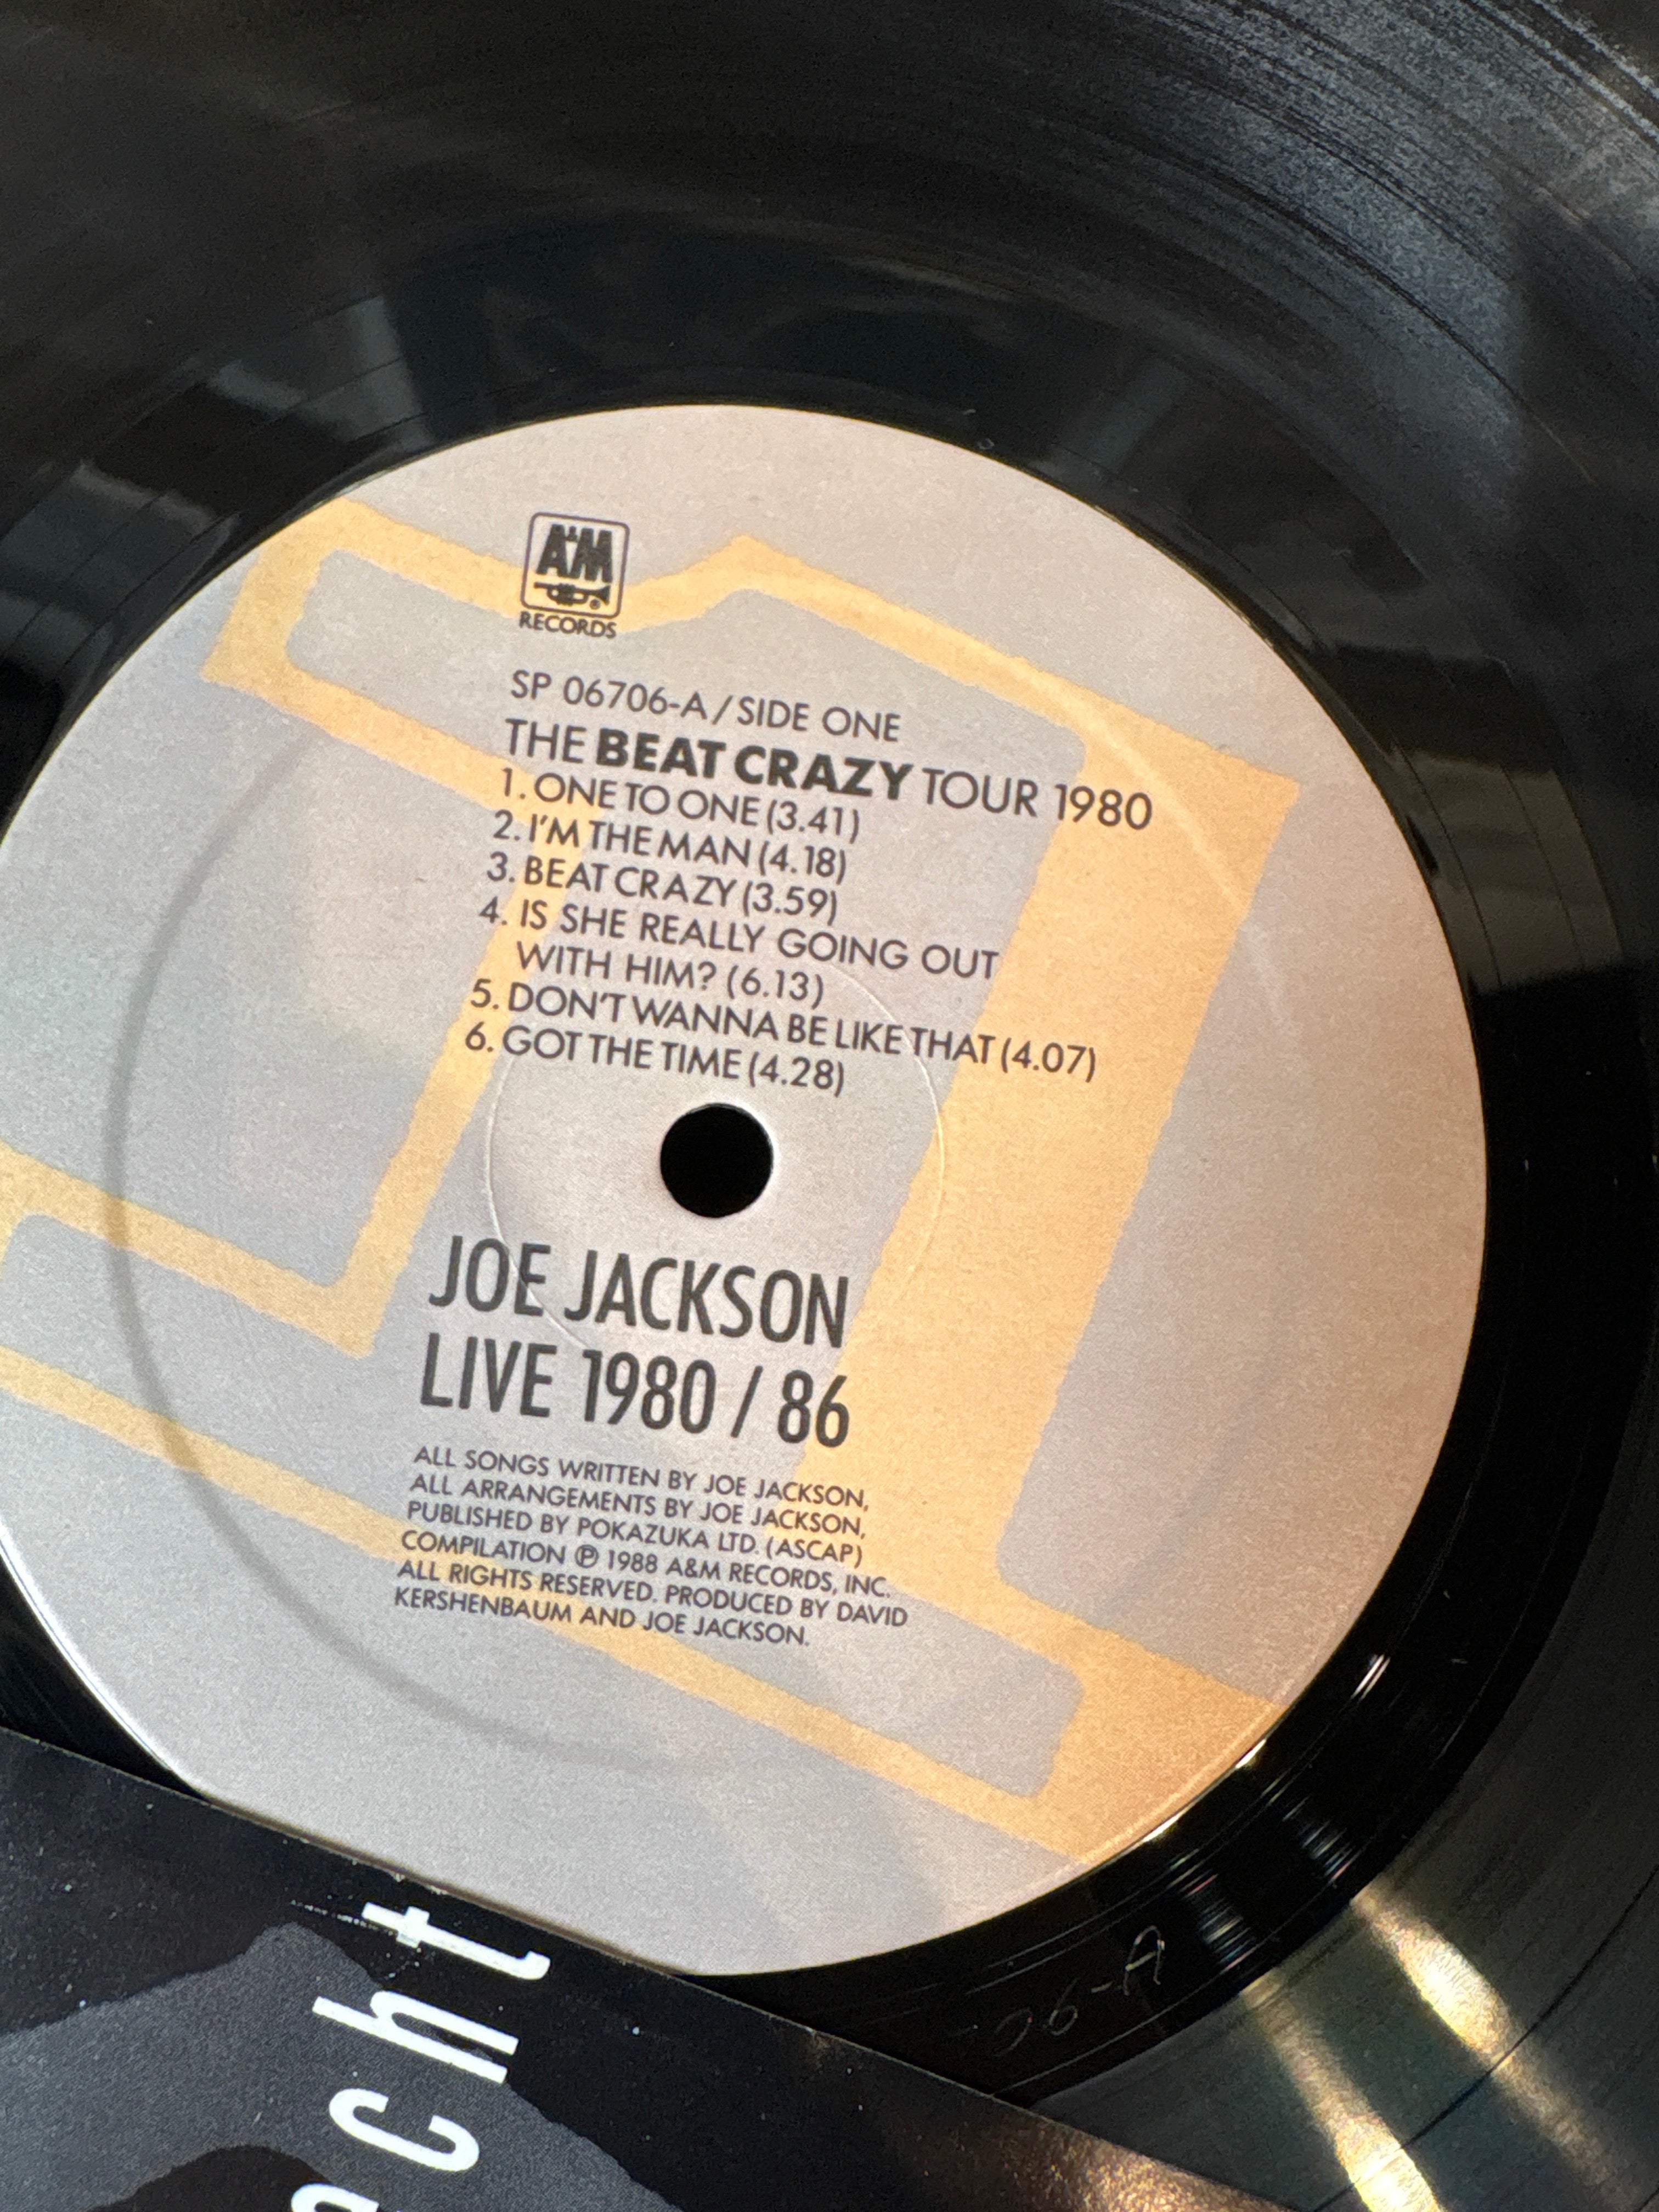 A&M
RECORDS
SP 06706-A / SIDE ONE
THE BEAT CRAZY TOUR 1980
1. ONE TO ONE (3.41)
2. I'M THE MAN (4.18)
3. BEAT CRAZY (3.59)
4. IS SHE REALLY GOING OUT
WITH HIM? (6.13)
5. DON'T WANNA BE LIKE THAT (4.07)
6. GOT THE TIME (4.28)
JOE JACKSON
LIVE 1980 / 86
ALL SONGS WRITTEN BY JOE JACKSON,
ALL ARRANGEMENTS BY JOE JACKSON,
PUBLISHED BY POKAZUKA LTD. (ASCAP)
COMPILATION ℗ 1988 A&M RECORDS, INC.
ALL RIGHTS RESERVED. PRODUCED BY DAVID
KERSHENBAUM AND JOE JACKSON.
06-A
acht